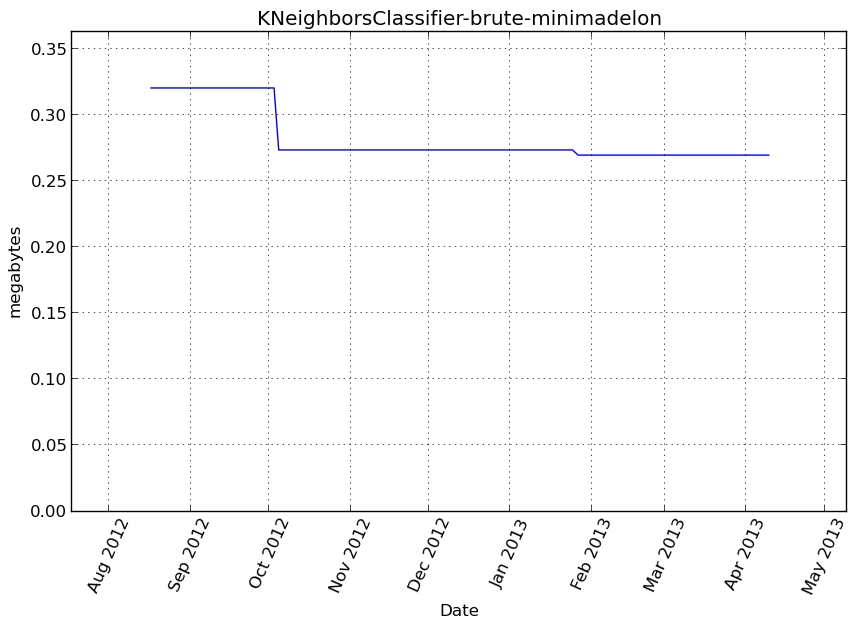 KNeighborsClassifier-brute-minimadelon
0.35
0.30
0.25
0.20
0.15
0.10
0.05
0.00
megabytes
Aug 2012
Sep 2012
Oct 2012
Nov 2012
Dec 2012
Jan 2013
Feb 2013
Mar 2013
Apr 2013
May 2013
Date